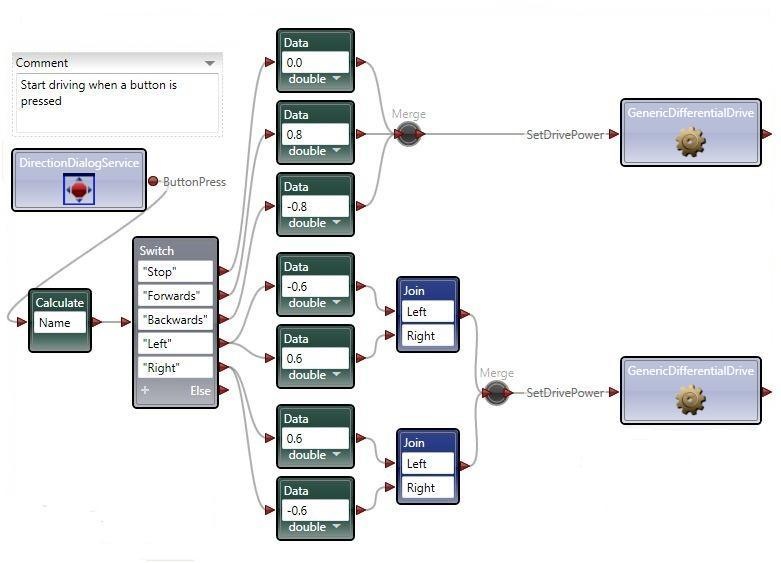 Comment
Start driving when a button is
pressed
DirectionDialogService
ButtonPress
Calculate
Name
Switch
"Stop"
"Forwards"
"Backwards"
"Left"
"Right"
+ Else
Data
0.0
double
Data
0.8
double
Data
-0.8
double
Data
-0.6
double
Data
0.6
double
Data
0.6
double
Data
-0.6
double
Merge
SetDrivePower
GenericDifferentialDrive
Join
Left
Right
Join
Left
Right
Merge
SetDrivePower
GenericDifferentialDrive